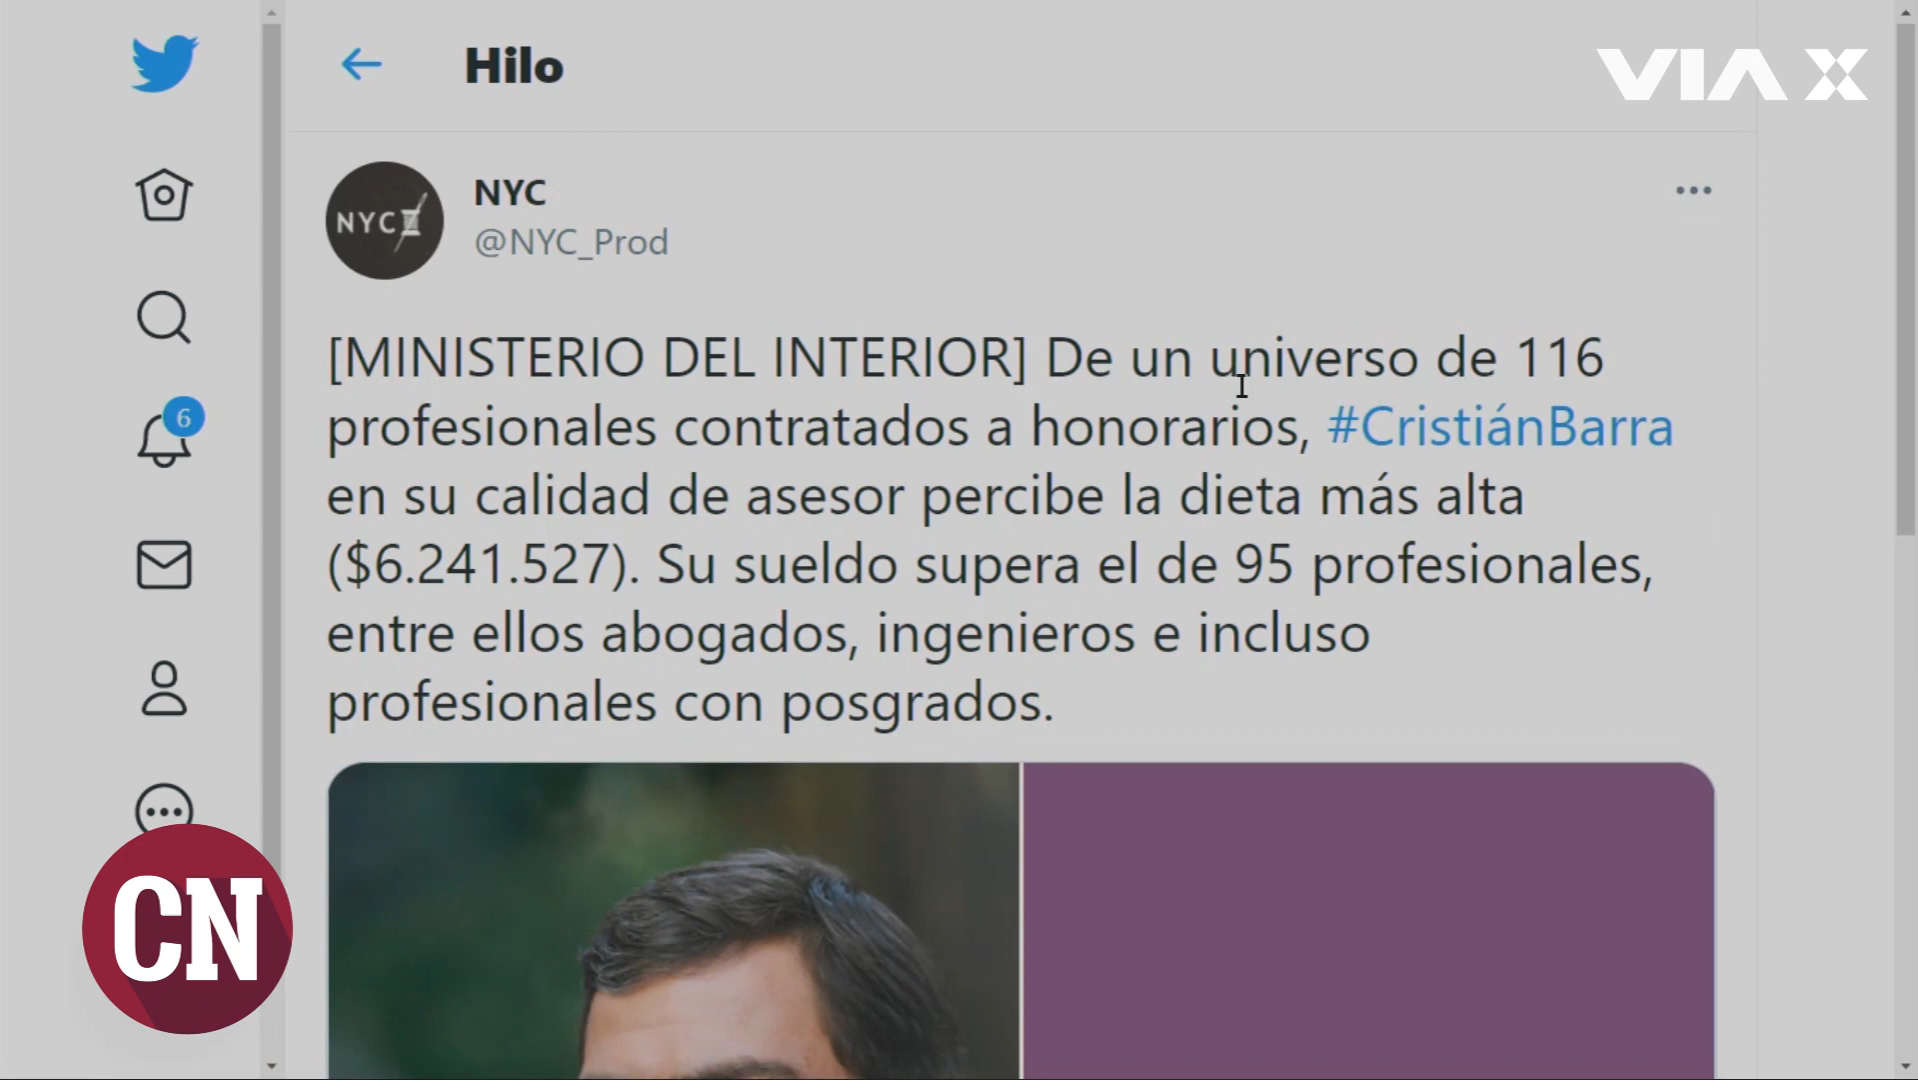 Hilo
VIA X
NYC
NYC
@NYC_Prod
[MINISTERIO DEL INTERIOR] De un universo de 116
profesionales contratados a honorarios, #CristiánBarra
en su calidad de asesor percibe la dieta más alta
($6.241.527). Su sueldo supera el de 95 profesionales,
entre ellos abogados, ingenieros e incluso
profesionales con posgrados.
6
CN